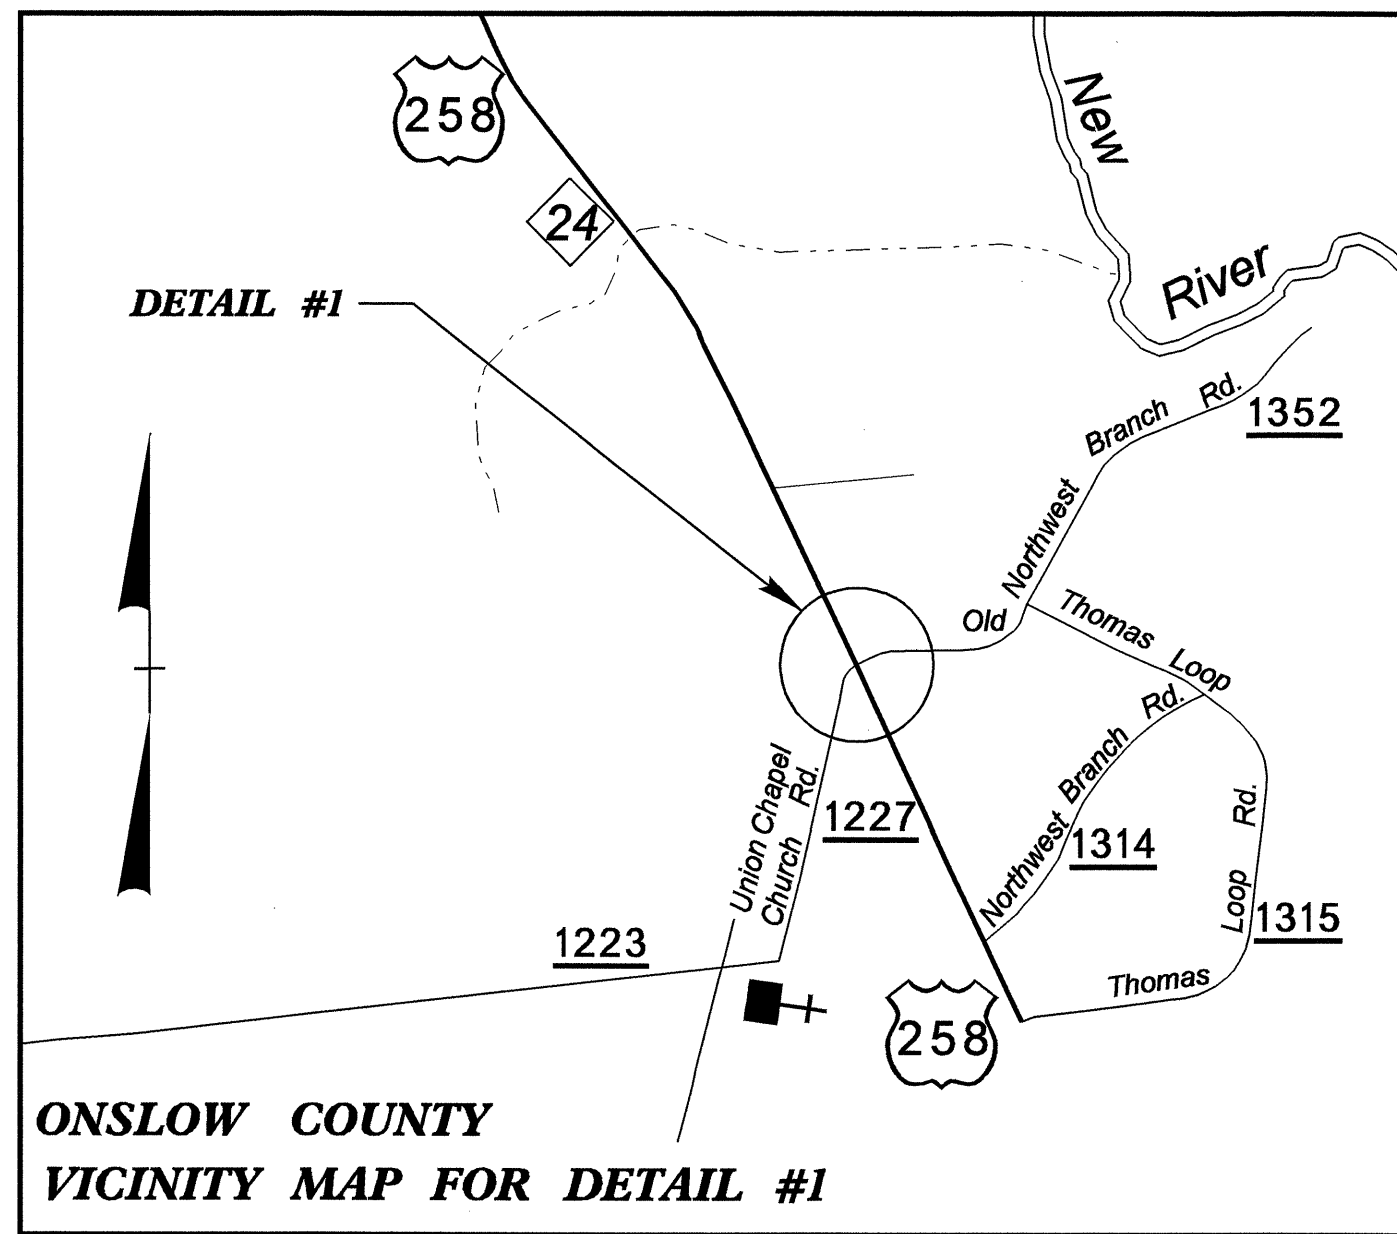 258
24
New
River
DETAIL #1
Branch Rd.
1352
Northwest
Old
Thomas Loop
Northwest Branch Rd.
Union Chapel
Church Rd.
1227
1314
Loop Rd.
1315
1223
Thomas
258
ONSLOW COUNTY
VICINITY MAP FOR DETAIL #1